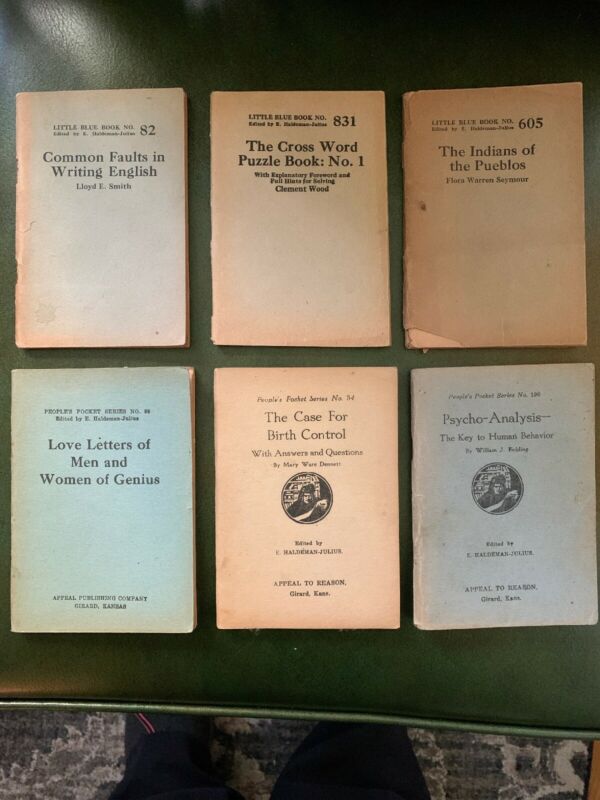 LITTLE BLUE BOOK NO. 82
Edited by E. Haldeman-Julius
Common Faults in
Writing English
Lloyd E. Smith
LITTLE BLUE BOOK NO. 831
Edited by E. Haldeman-Julius
The Cross Word
Puzzle Book: No. 1
With Explanatory Foreword and
Full Hints for Solving
Clement Wood
LITTLE BLUE BOOK NO. 605
Edited by E. Haldeman-Julius
The Indians of
the Pueblos
Flora Warren Seymour
PEOPLE'S POCKET SERIES NO.
Edited by E. Haldeman-Julius
Love Letters of
Men and
Women of Genius
APPEAL PUBLISHING COMPANY
GIRARD, KANSAS
People's Pocket Series No. 54
The Case For
Birth Control
With Answers and Questions
By Mary Ware Dennett
Edited by
E. HALDEMAN-JULIUS.
APPEAL TO REASON,
Girard, Kans.
People's Pocket Series No. 190
Psycho-Analysis—
The Key to Human Behavior
By William J. Fielding
Edited by
E. HALDEMAN-JULIUS.
APPEAL TO REASON,
Girard, Kans.